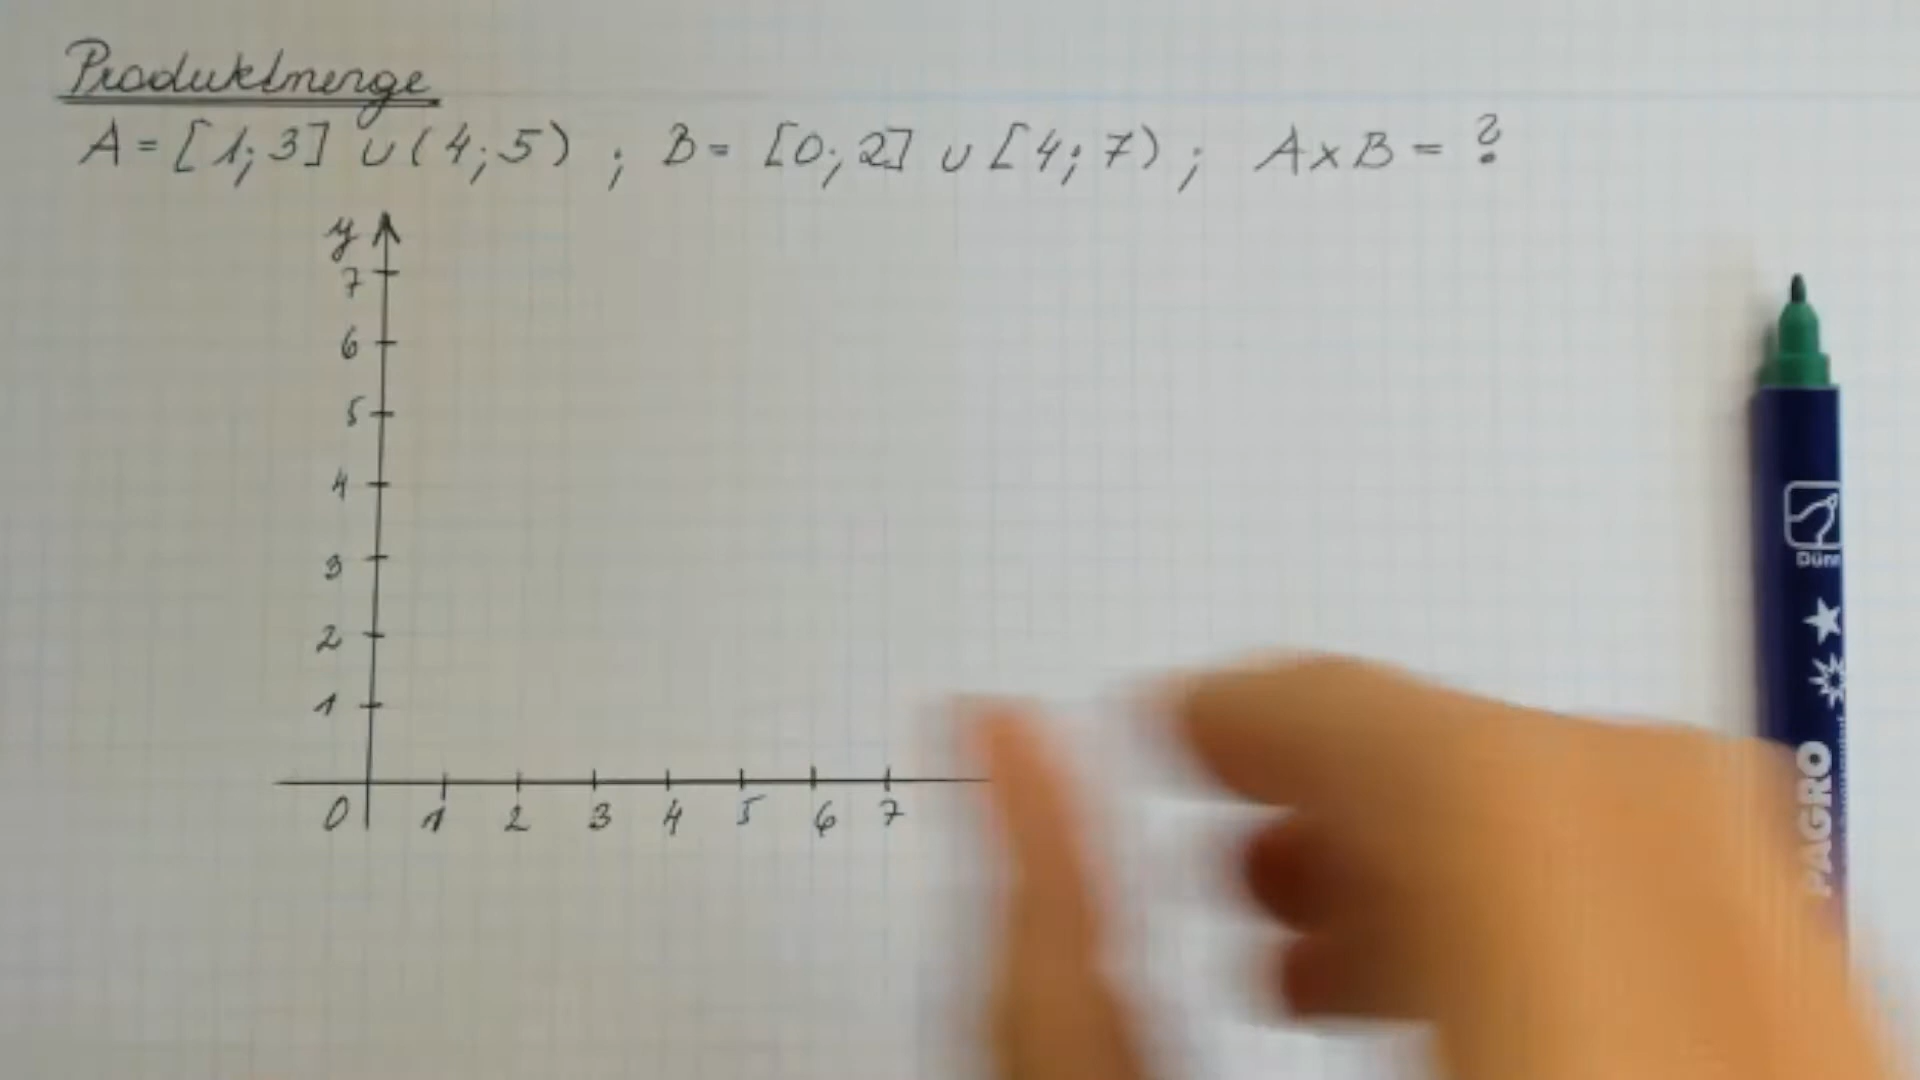 Produktmenge
A = [1; 3] ∪ (4; 5) ; B = [0; 2] ∪ [4; 7) ; A x B = ?
y
7
6
5
4
3
2
1
0 1 2 3 4 5 6 7
PAGRO